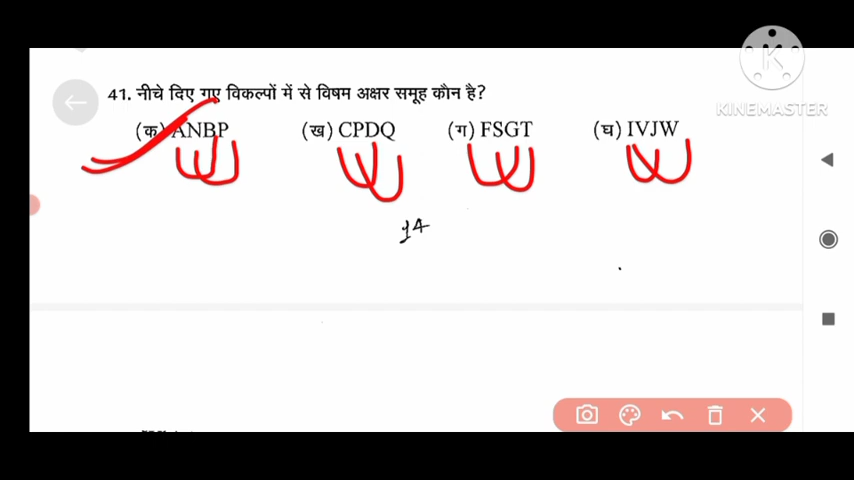 KINEMASTER
41. नीचे दिए गए विकल्पों में से विषम अक्षर समूह कौन है?
(क) ANBP (ख) CPDQ (ग) FSGT (घ) IVJW
14